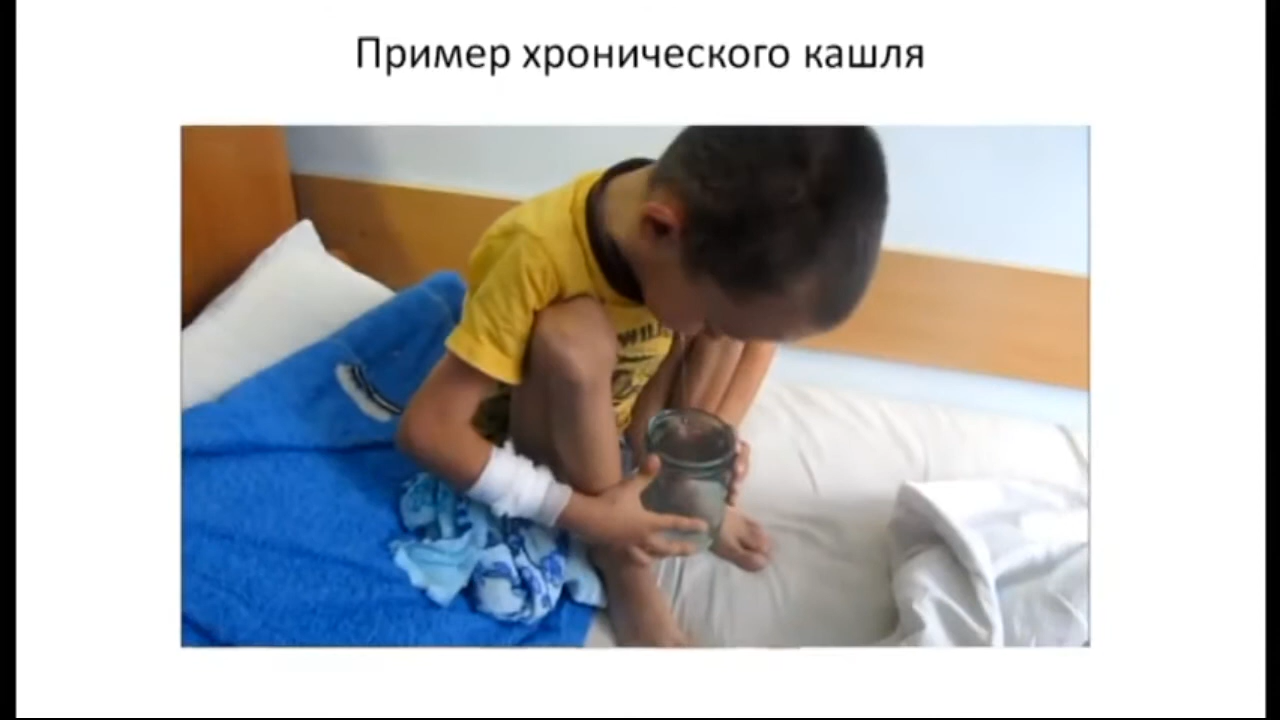 Пример хронического кашля